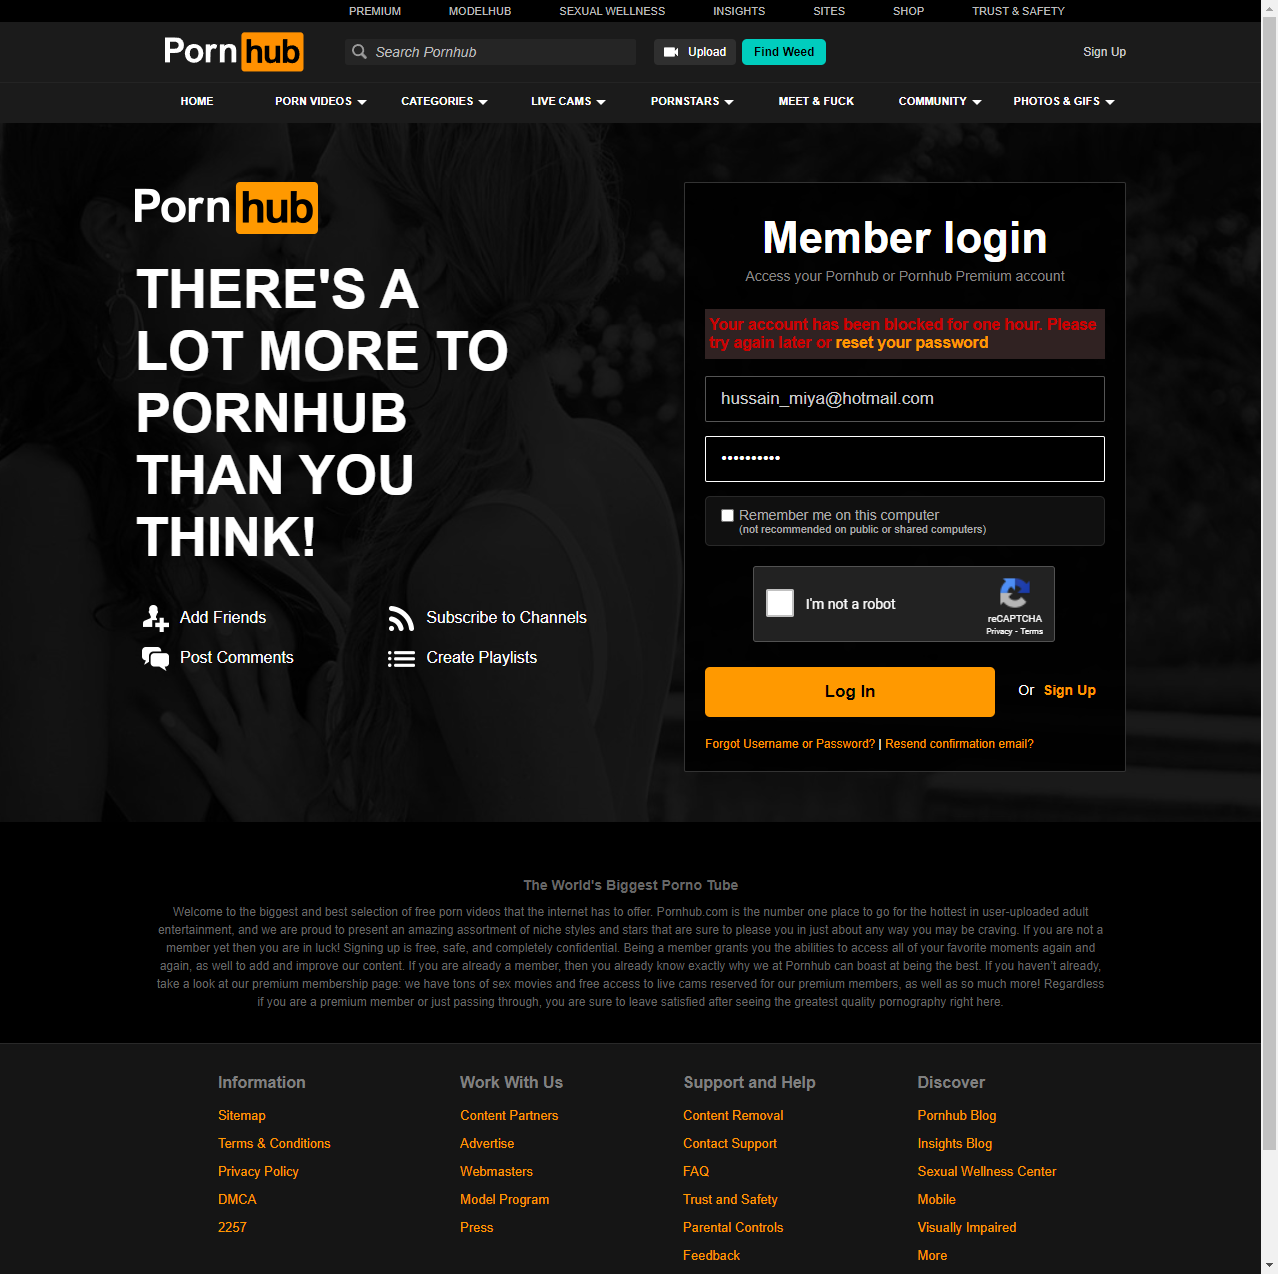 PREMIUM MODELHUB SEXUAL WELLNESS INSIGHTS SITES SHOP TRUST & SAFETY
Pornhub Search Pornhub Upload Find Weed Sign Up
HOME PORN VIDEOS CATEGORIES LIVE CAMS PORNSTARS MEET & FUCK COMMUNITY PHOTOS & GIFS
Pornhub
THERE'S A
LOT MORE TO
PORNHUB
THAN YOU
THINK!
Add Friends Subscribe to Channels
Post Comments Create Playlists
Member login
Access your Pornhub or Pornhub Premium account
Your account has been blocked for one hour. Please
try again later or reset your password
hussain_miya@hotmail.com
••••••••••
Remember me on this computer
(not recommended on public or shared computers)
I'm not a robot
reCAPTCHA
Privacy - Terms
Log In Or Sign Up
Forgot Username or Password? | Resend confirmation email?
The World's Biggest Porno Tube
Welcome to the biggest and best selection of free porn videos that the internet has to offer. Pornhub.com is the number one place to go for the hottest in user-uploaded adult
entertainment, and we are proud to present an amazing assortment of niche styles and stars that are sure to please you in just about any way you may be craving. If you are not a
member yet then you are in luck! Signing up is free, safe, and completely confidential. Being a member grants you the abilities to access all of your favorite moments again and
again, as well to add and improve our content. If you are already a member, then you already know exactly why we at Pornhub can boast at being the best. If you haven't already,
take a look at our premium membership page: we have tons of sex movies and free access to live cams reserved for our premium members, as well as so much more! Regardless
if you are a premium member or just passing through, you are sure to leave satisfied after seeing the greatest quality pornography right here.
Information
Sitemap
Terms & Conditions
Privacy Policy
DMCA
2257
Work With Us
Content Partners
Advertise
Webmasters
Model Program
Press
Support and Help
Content Removal
Contact Support
FAQ
Trust and Safety
Parental Controls
Feedback
Discover
Pornhub Blog
Insights Blog
Sexual Wellness Center
Mobile
Visually Impaired
More